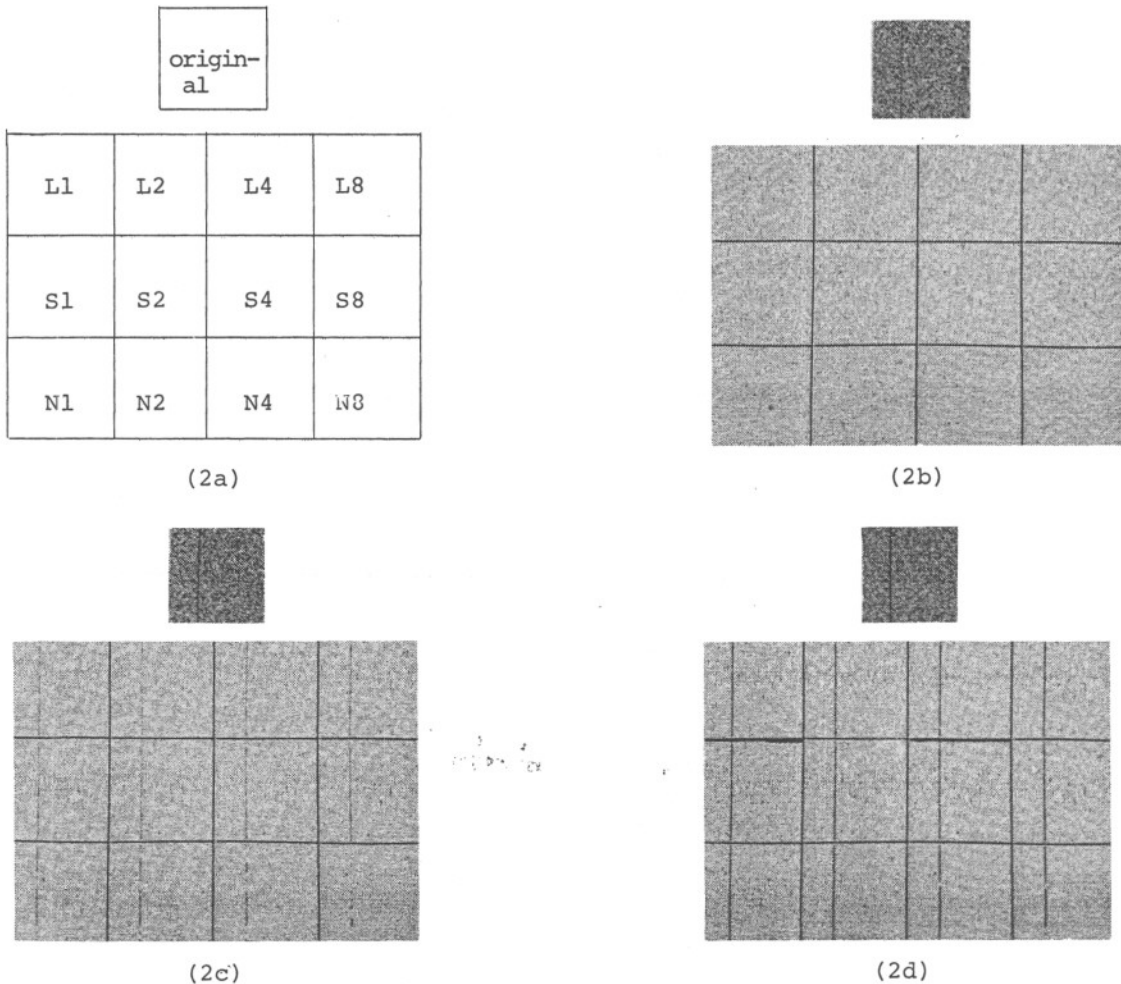 origin-
al
L1 L2 L4 L8
S1 S2 S4 S8
N1 N2 N4 N8
(2a)
(2b)
(2c)
(2d)